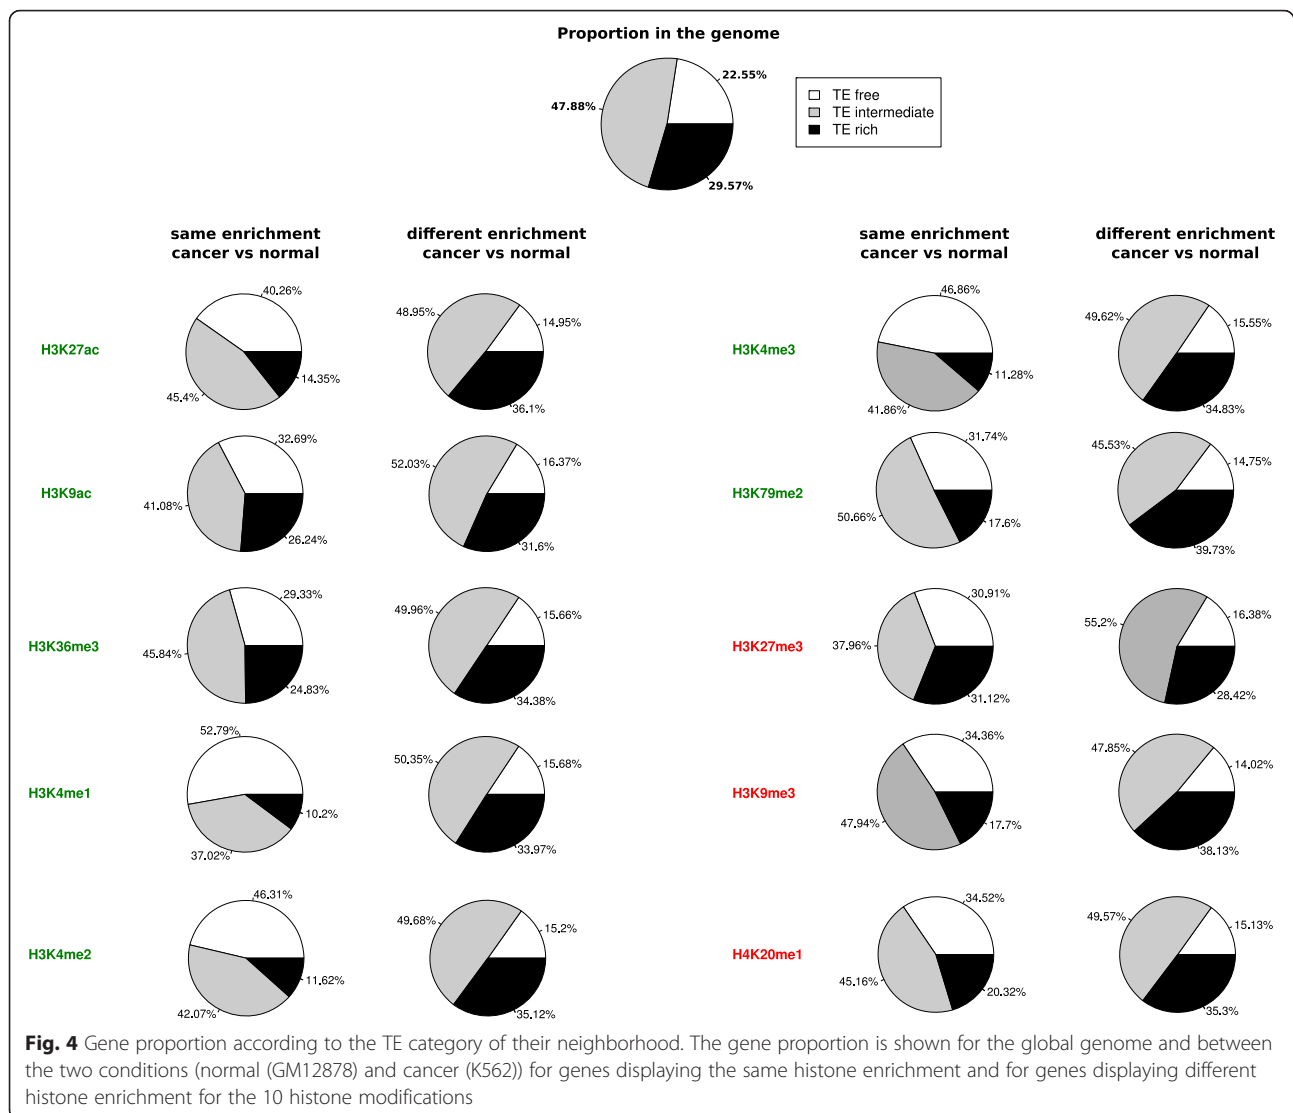 Proportion in the genome
22.55%
47.88%
29.57%
TE free
TE intermediate
TE rich
same enrichment
cancer vs normal
different enrichment
cancer vs normal
same enrichment
cancer vs normal
different enrichment
cancer vs normal
H3K27ac
40.26%
45.4%
14.35%
48.95%
14.95%
36.1%
H3K4me3
46.86%
41.86%
11.28%
49.62%
15.55%
34.83%
H3K9ac
32.69%
41.08%
26.24%
52.03%
16.37%
31.6%
H3K79me2
31.74%
50.66%
17.6%
45.53%
14.75%
39.73%
H3K36me3
29.33%
45.84%
24.83%
49.96%
15.66%
34.38%
H3K27me3
30.91%
37.96%
31.12%
55.2%
16.38%
28.42%
H3K4me1
52.79%
37.02%
10.2%
50.35%
15.68%
33.97%
H3K9me3
34.36%
47.94%
17.7%
47.85%
14.02%
38.13%
H3K4me2
46.31%
42.07%
11.62%
49.68%
15.2%
35.12%
H4K20me1
34.52%
45.16%
20.32%
49.57%
15.13%
35.3%
Fig. 4 Gene proportion according to the TE category of their neighborhood. The gene proportion is shown for the global genome and between
the two conditions (normal (GM12878) and cancer (K562)) for genes displaying the same histone enrichment and for genes displaying different
histone enrichment for the 10 histone modifications